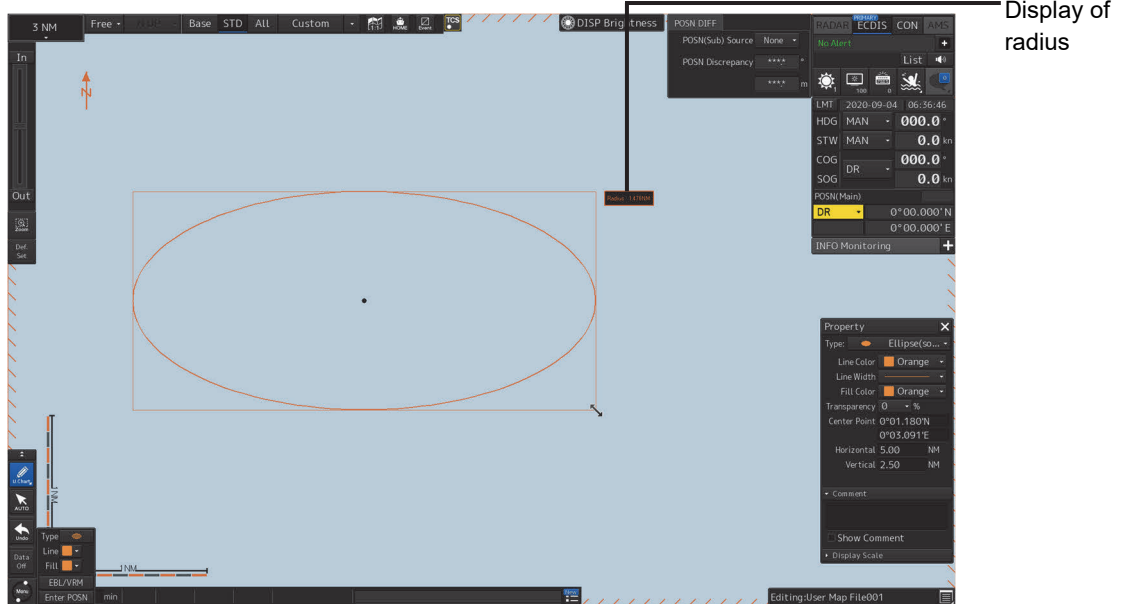 Display of
radius
3 NM
Free
Base STD All Custom
HOME
Event
TCS
DISP Brightness
POSN DIFF
POSN(Sub) Source None
POSN Discrepancy ***.* °
***.* m
RADAR PRIMARY ECDIS CON AMS
No Alert
List
1 100 0
LMT 2020-09-04 06:36:46
HDG MAN 000.0 °
STW MAN 0.0 kn
COG 000.0 °
DR
SOG 0.0 kn
POSN(Main)
DR 0°00.000'N
0°00.000'E
INFO Monitoring
In
Out
Zoom
Def.
Set
N
Radius 1.478NM
Property
Type: Ellipse(so...
Line Color Orange
Line Width
Fill Color Orange
Transparency 0 %
Center Point 0°01.180'N
0°03.091'E
Horizontal 5.00 NM
Vertical 2.50 NM
Comment
Show Comment
Display Scale
U.Chart
AUTO
Undo
Data
Off
Menu
Type
Line
Fill
EBL/VRM
Enter POSN
1NM
1NM
min
New
Editing:User Map File001